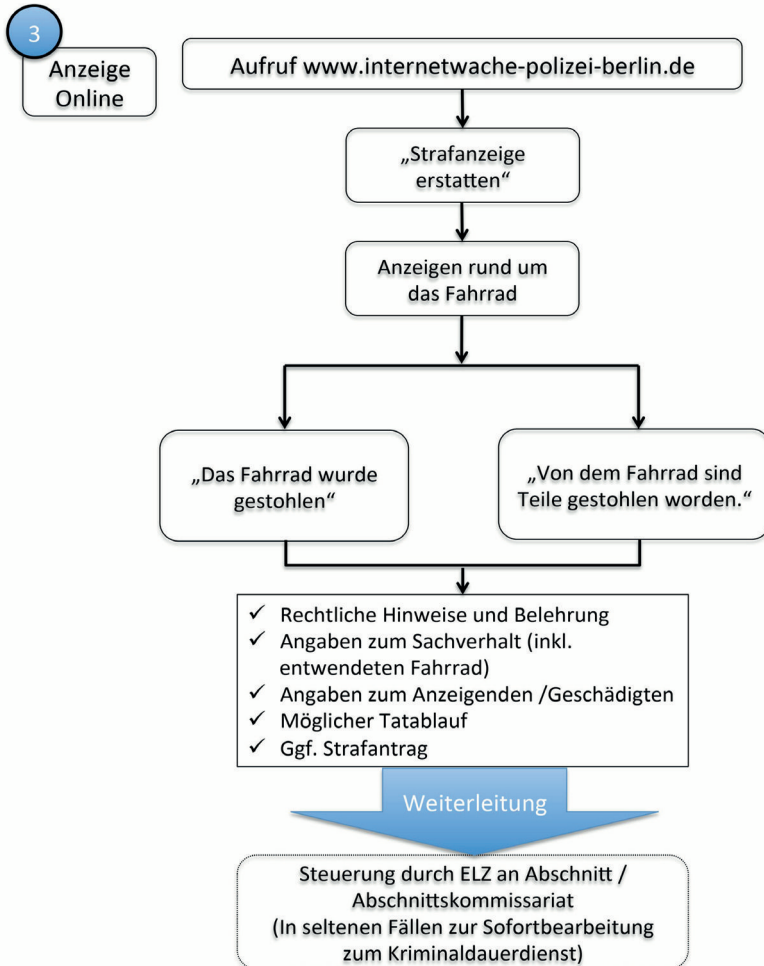 3
Anzeige
Online
Aufruf www.internetwache-polizei-berlin.de
„Strafanzeige
erstatten“
Anzeigen rund um
das Fahrrad
„Das Fahrrad wurde
gestohlen“
„Von dem Fahrrad sind
Teile gestohlen worden.“
✓ Rechtliche Hinweise und Belehrung
✓ Angaben zum Sachverhalt (inkl.
entwendeten Fahrrad)
✓ Angaben zum Anzeigenden /Geschädigten
✓ Möglicher Tatablauf
✓ Ggf. Strafantrag
Weiterleitung
Steuerung durch ELZ an Abschnitt /
Abschnittskommissariat
(In seltenen Fällen zur Sofortbearbeitung
zum Kriminaldauerdienst)